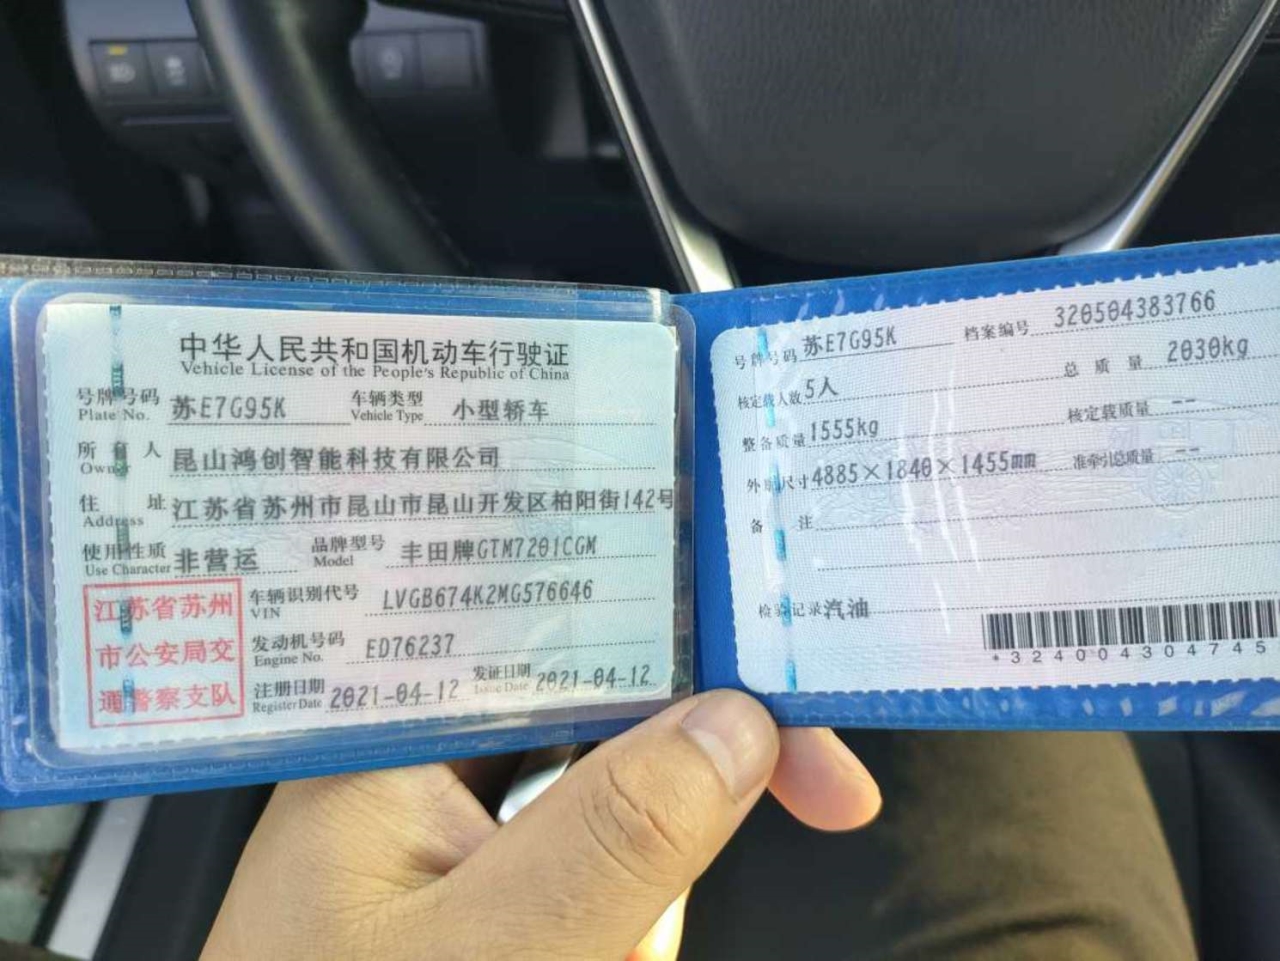 中华人民共和国机动车行驶证
Vehicle License of the People's Republic of China
号牌号码 苏E7G95K 车辆类型 小型轿车
Plate No. Vehicle Type
所有人 昆山鸿创智能科技有限公司
Owner
住址 江苏省苏州市昆山市昆山开发区柏阳街142号
Address
使用性质 非营运 品牌型号 丰田牌GTM7201CGM
Use Character Model
江苏省苏州
市公安局交
通警察支队
车辆识别代号 LVGB674K2MG576646
VIN
发动机号码 ED76237
Engine No.
注册日期 2021-04-12 发证日期 2021-04-12
Register Date Issue Date
号牌号码 苏E7G95K 档案编号 320504383766
核定载人数 5人 总质量 2030kg
整备质量 1555kg 核定载质量 --
外廓尺寸 4885×1840×1455mm 准牵引总质量 --
备注
检验记录 汽油
*324004304745